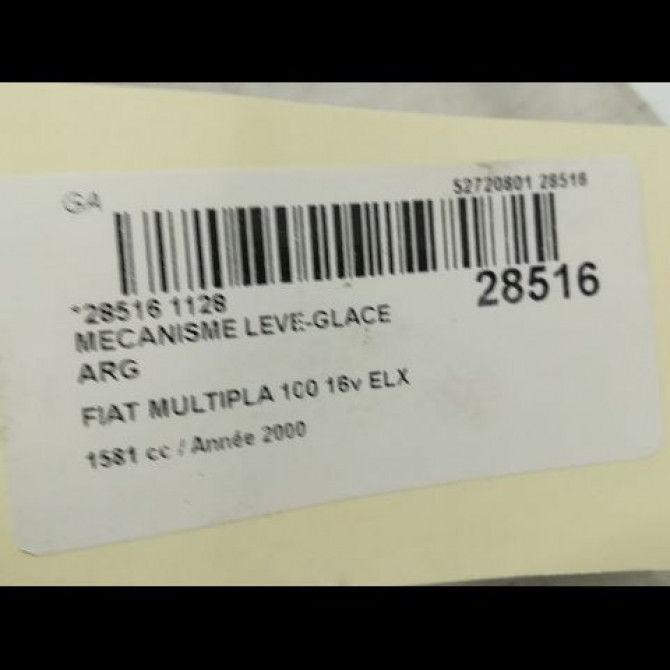 GA
52720801 28516
*28516 1128
28516
MECANISME LEVE-GLACE
ARG
FIAT MULTIPLA 100 16v ELX
1581 cc / Année 2000